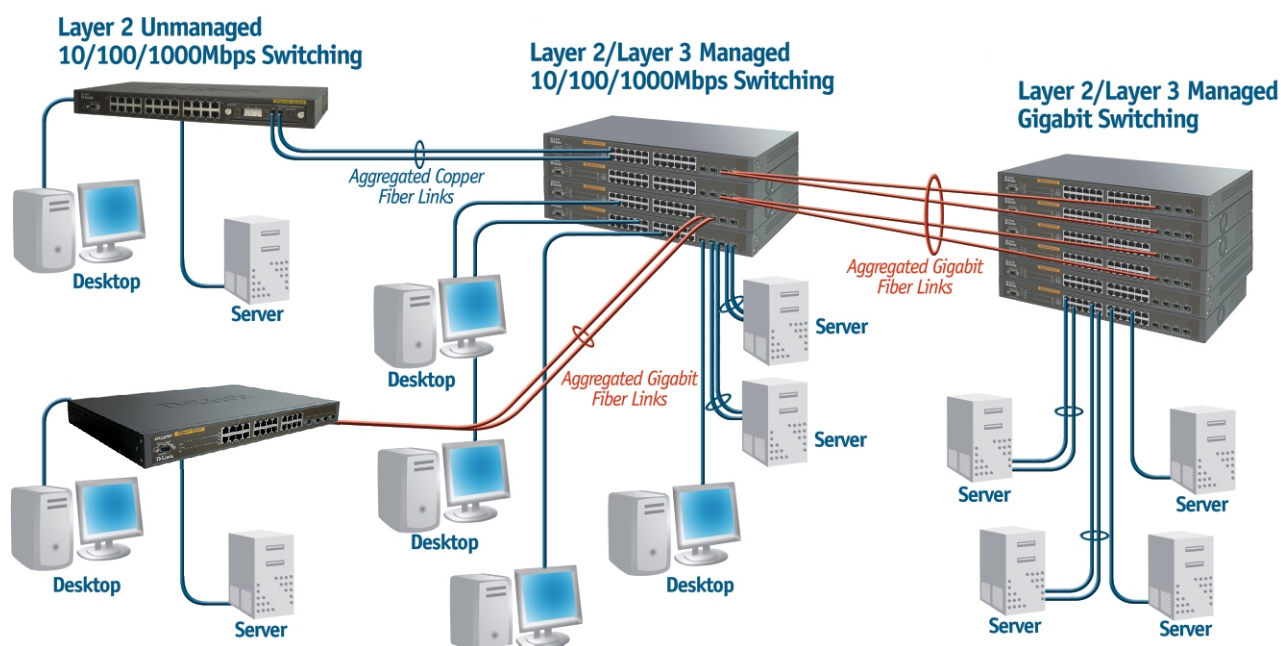 Layer 2 Unmanaged
10/100/1000Mbps Switching
Layer 2/Layer 3 Managed
10/100/1000Mbps Switching
Layer 2/Layer 3 Managed
Gigabit Switching
Aggregated Copper
Fiber Links
Aggregated Gigabit
Fiber Links
Desktop
Server
Server
Desktop
Aggregated Gigabit
Fiber Links
Server
Desktop
Server
Server
Desktop
Desktop
Server
Server
Server
D-Link